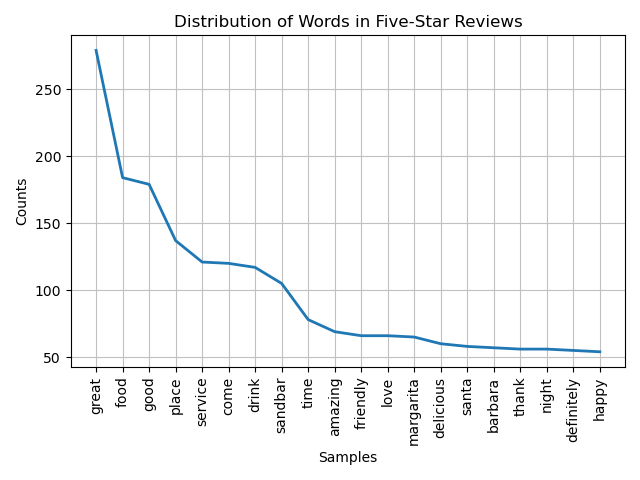 Distribution of Words in Five-Star Reviews
Counts
250
200
150
100
50
great
food
good
place
service
come
drink
sandbar
time
amazing
friendly
love
margarita
delicious
santa
barbara
thank
night
definitely
happy
Samples